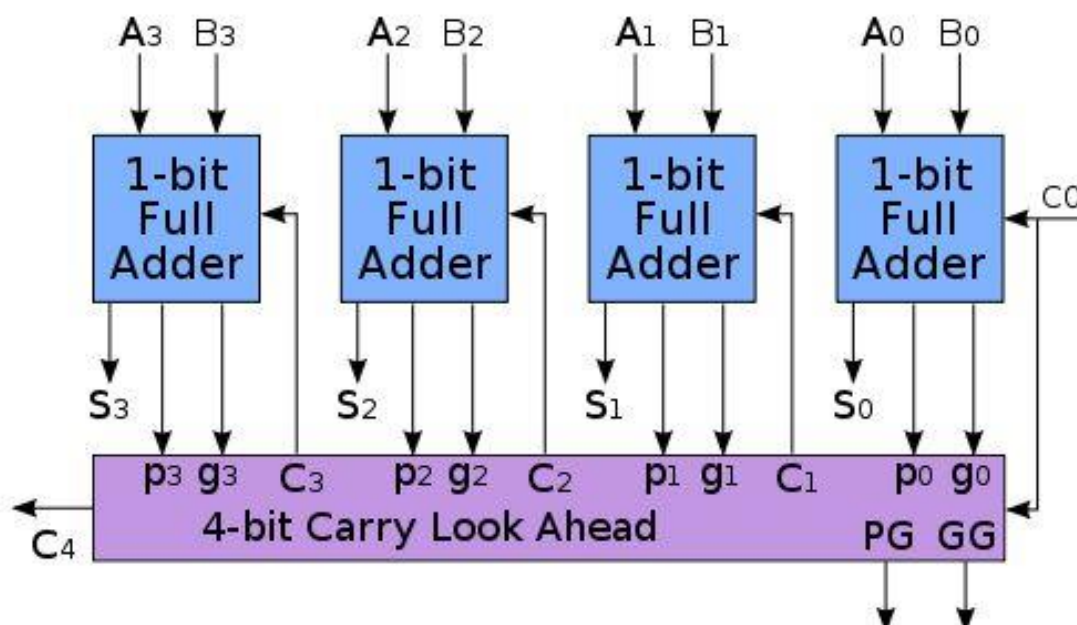 A3 B3 A2 B2 A1 B1 A0 B0
1-bit Full Adder
1-bit Full Adder
1-bit Full Adder
1-bit Full Adder
C0
S3 S2 S1 S0
p3 g3 C3 p2 g2 C2 p1 g1 C1 p0 g0
4-bit Carry Look Ahead
PG GG
C4